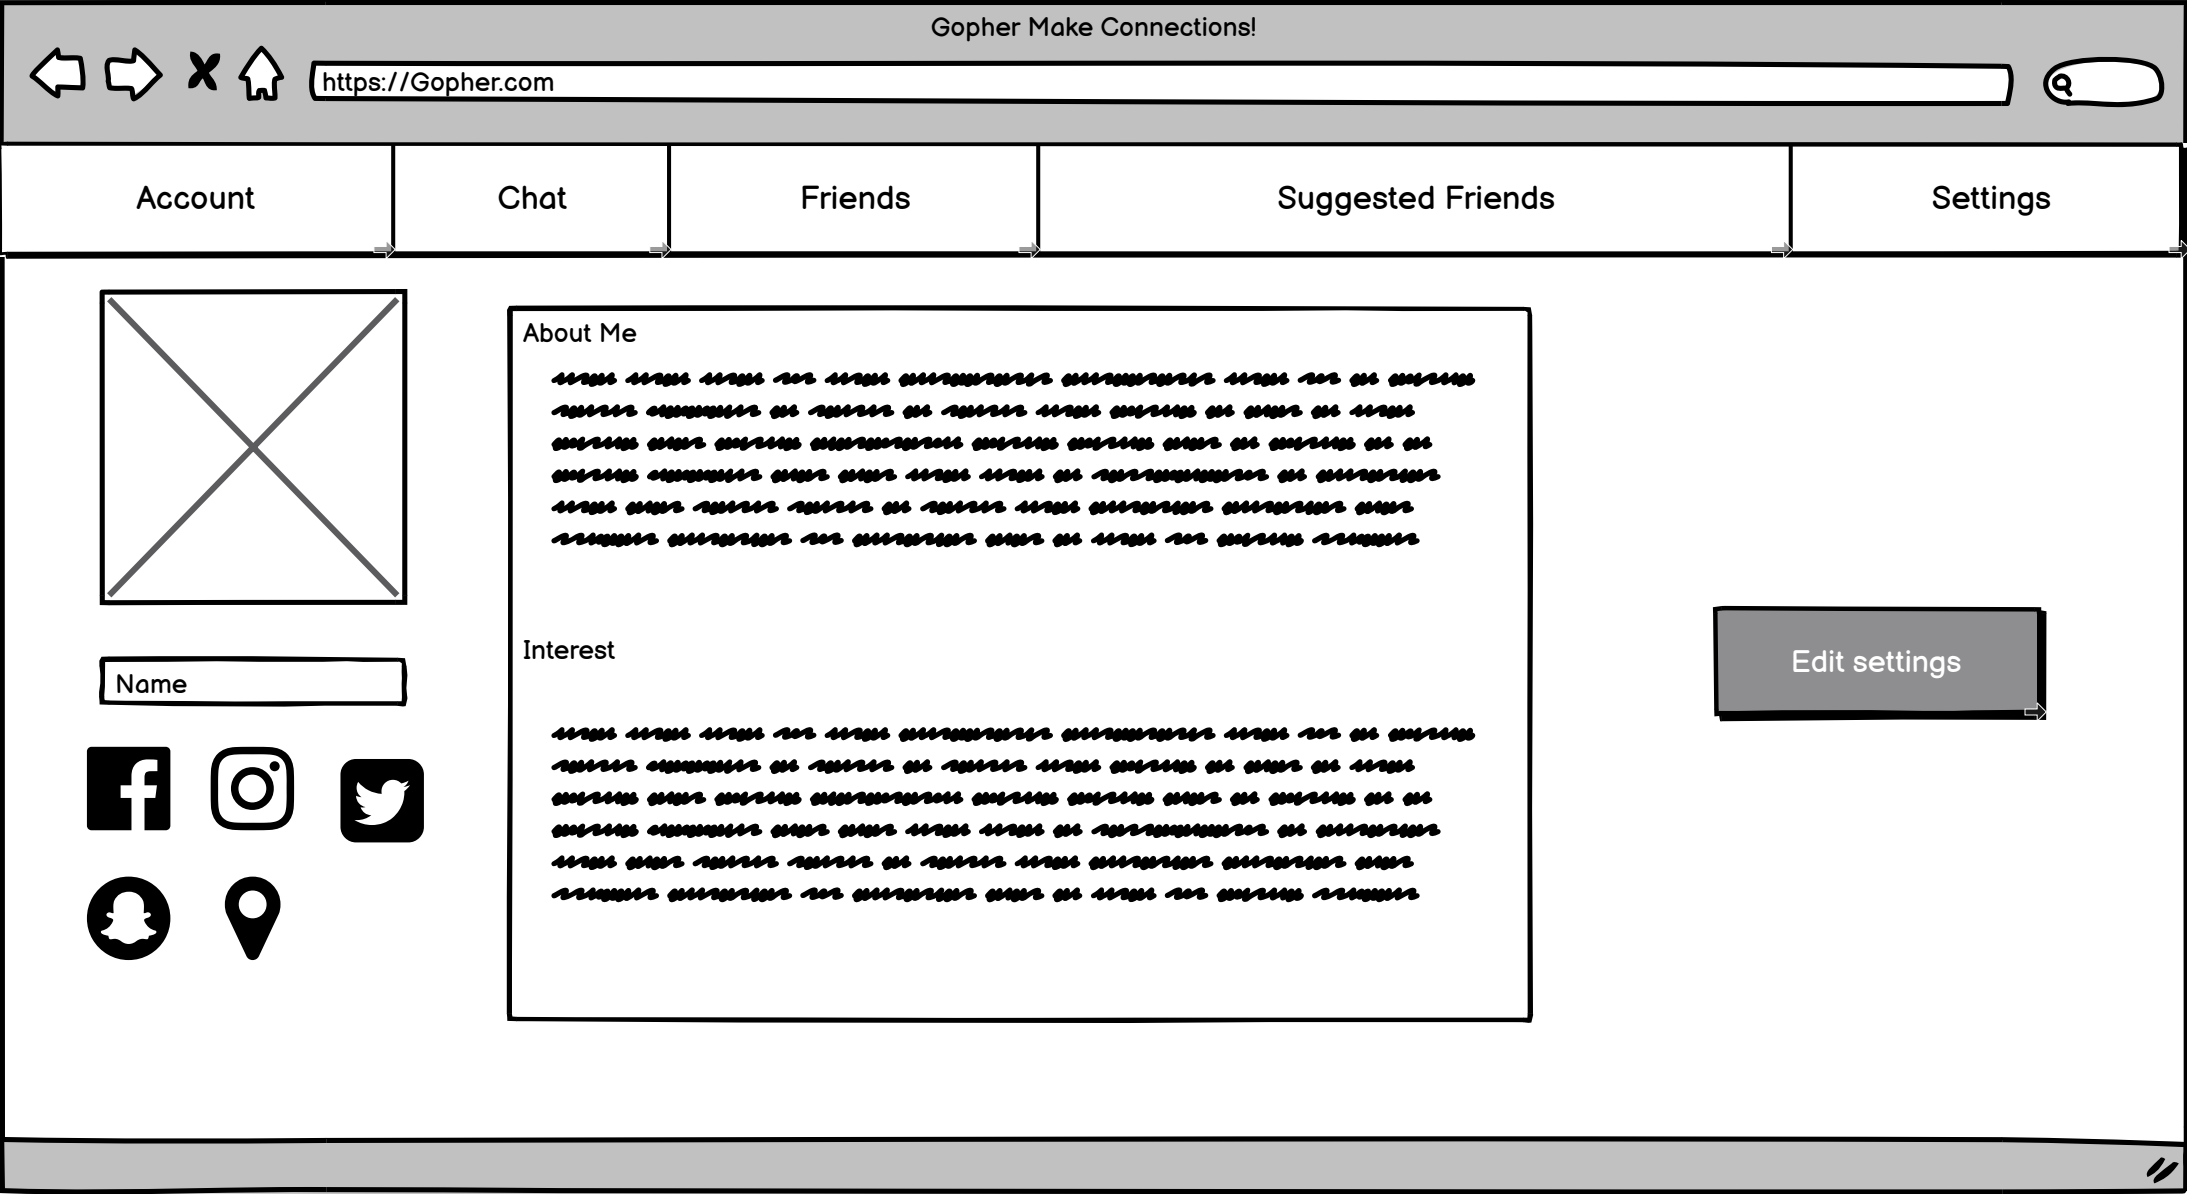 Gopher Make Connections!
https://Gopher.com
Account
Chat
Friends
Suggested Friends
Settings
About Me
Interest
Name
Edit settings